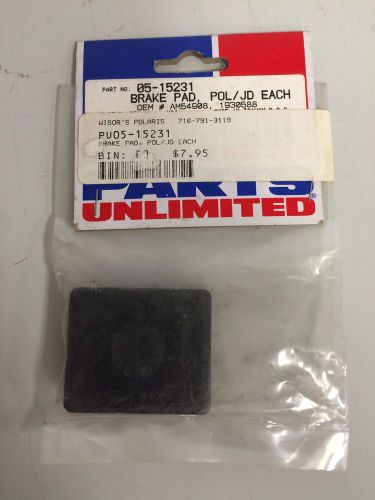 PART NO: 05-15231
BRAKE PAD, POL/JD EACH
OEM # AM54908, 1930588
WISOR'S POLARIS 716-791-3119
PU05-15231
BRAKE PAD, POL/JD EACH
BIN: $7.95
PARTS
UNLIMITED